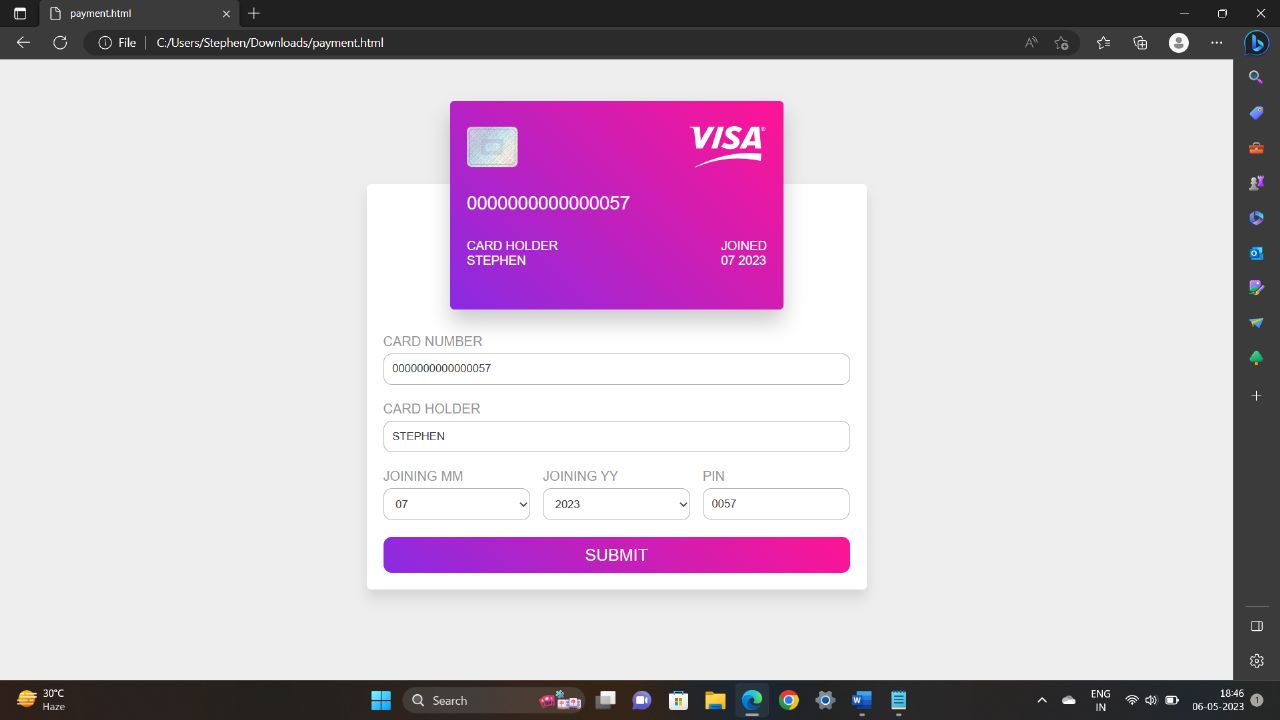 payment.html
File
C:/Users/Stephen/Downloads/payment.html
VISA
0000000000000057
CARD HOLDER
JOINED
STEPHEN
07 2023
CARD NUMBER
0000000000000057
CARD HOLDER
STEPHEN
JOINING MM
JOINING YY
PIN
07
2023
0057
SUBMIT
30°C
Haze
Search
ENG
IN
18:46
06-05-2023
1